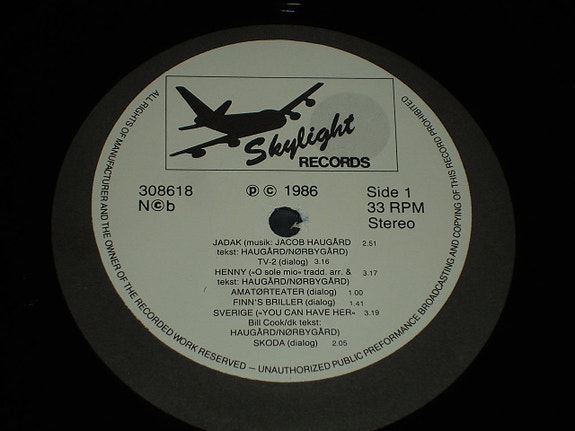 Skylight
RECORDS
308618
N©b
℗ © 1986
Side 1
33 RPM
Stereo
JADAK (musik: JACOB HAUGÅRD 2.51
tekst: HAUGÅRD/NØRBYGÅRD)
TV-2 (dialog) 3.16
HENNY (»O sole mio« tradd. arr. & 3.17
tekst: HAUGÅRD/NØRBYGÅRD)
AMATØRTEATER (dialog) 1.00
FINN'S BRILLER (dialog) 1.41
SVERIGE (»YOU CAN HAVE HER» 3.19
Bill Cook/dk tekst:
HAUGÅRD/NØRBYGÅRD)
SKODA (dialog) 2.05
ALL RIGHTS OF MANUFACTURER AND THE OWNER OF THE RECORDED WORK RESERVED – UNAUTHORIZED PUBLIC PREFORMANCE BROADCASTING AND COPYING OF THIS RECORD PROHIBITED